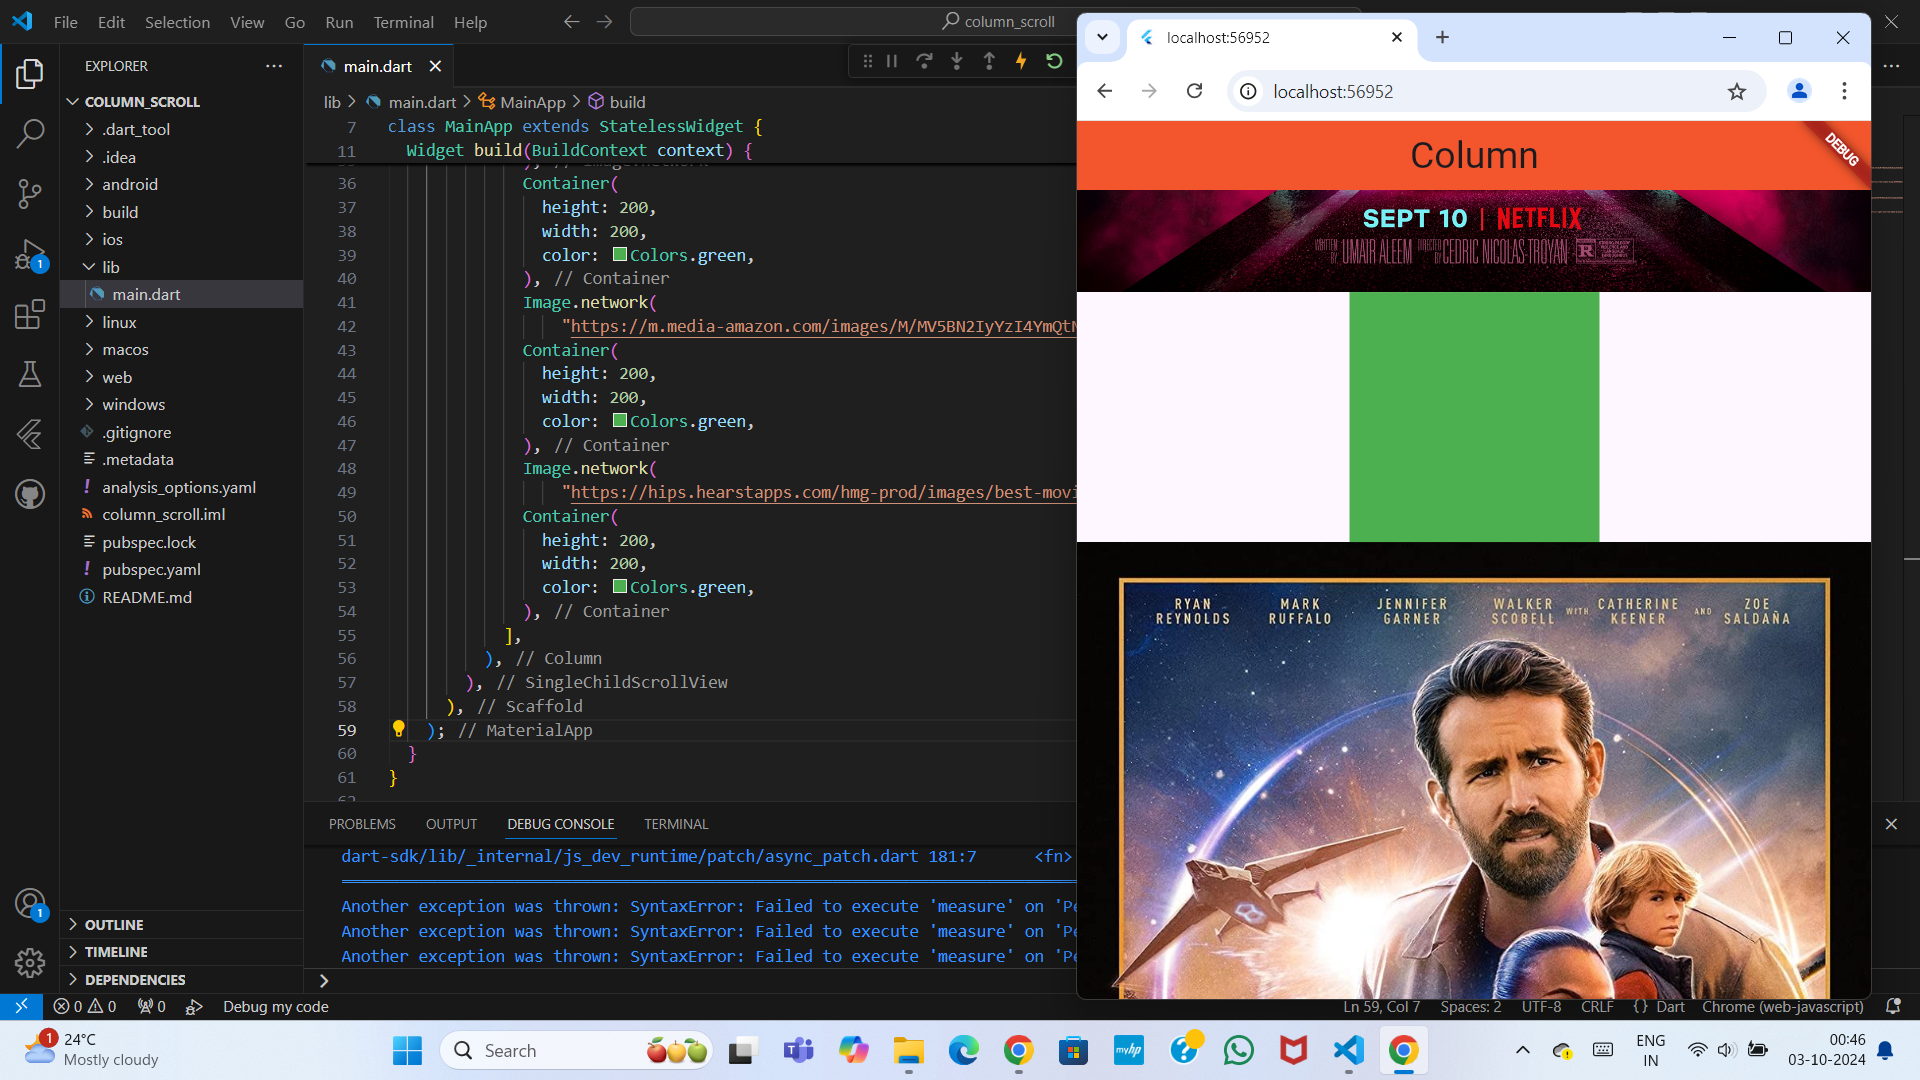 File Edit Selection View Go Run Terminal Help
column_scroll
EXPLORER
COLUMN_SCROLL
.dart_tool
.idea
android
build
ios
lib
main.dart
linux
macos
web
windows
.gitignore
.metadata
analysis_options.yaml
column_scroll.iml
pubspec.lock
pubspec.yaml
README.md
OUTLINE
TIMELINE
DEPENDENCIES
1
1
main.dart
lib > main.dart > MainApp > build
7 class MainApp extends StatelessWidget {
11 Widget build(BuildContext context) {
36 Container(
37 height: 200,
38 width: 200,
39 color: Colors.green,
40 ), // Container
41 Image.network(
42 "https://m.media-amazon.com/images/M/MV5BN2IyYzI4YmQt
43 Container(
44 height: 200,
45 width: 200,
46 color: Colors.green,
47 ), // Container
48 Image.network(
49 "https://hips.hearstapps.com/hmg-prod/images/best-movi
50 Container(
51 height: 200,
52 width: 200,
53 color: Colors.green,
54 ), // Container
55 ],
56 ), // Column
57 ), // SingleChildScrollView
58 ), // Scaffold
59 ); // MaterialApp
60 }
61 }
62
PROBLEMS OUTPUT DEBUG CONSOLE TERMINAL
dart-sdk/lib/_internal/js_dev_runtime/patch/async_patch.dart 181:7 <fn>
Another exception was thrown: SyntaxError: Failed to execute 'measure' on 'Pe
Another exception was thrown: SyntaxError: Failed to execute 'measure' on 'Pe
Another exception was thrown: SyntaxError: Failed to execute 'measure' on 'Pe
localhost:56952
localhost:56952
Column
DEBUG
SEPT 10 | NETFLIX
WRITTEN BY UMAIR ALEEM DIRECTED BY CEDRIC NICOLAS-TROYAN R
RYAN REYNOLDS
MARK RUFFALO
JENNIFER GARNER
WALKER SCOBELL
WITH CATHERINE KEENER
AND ZOE SALDAÑA
0 0 0 Debug my code
Ln 59, Col 7 Spaces: 2 UTF-8 CRLF {} Dart Chrome (web-javascript)
1
24°C
Mostly cloudy
Search
myhp
ENG
IN
00:46
03-10-2024